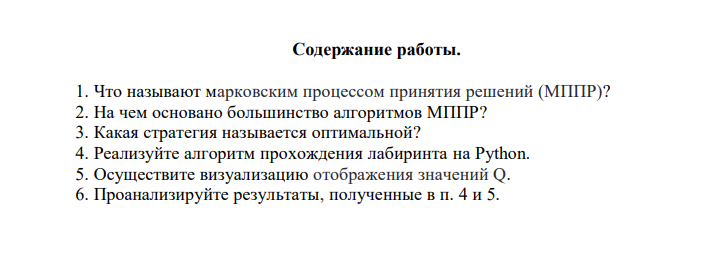 Содержание работы.
1. Что называют марковским процессом принятия решений (МППР)?
2. На чем основано большинство алгоритмов МППР?
3. Какая стратегия называется оптимальной?
4. Реализуйте алгоритм прохождения лабиринта на Python.
5. Осуществите визуализацию отображения значений Q.
6. Проанализируйте результаты, полученные в п. 4 и 5.